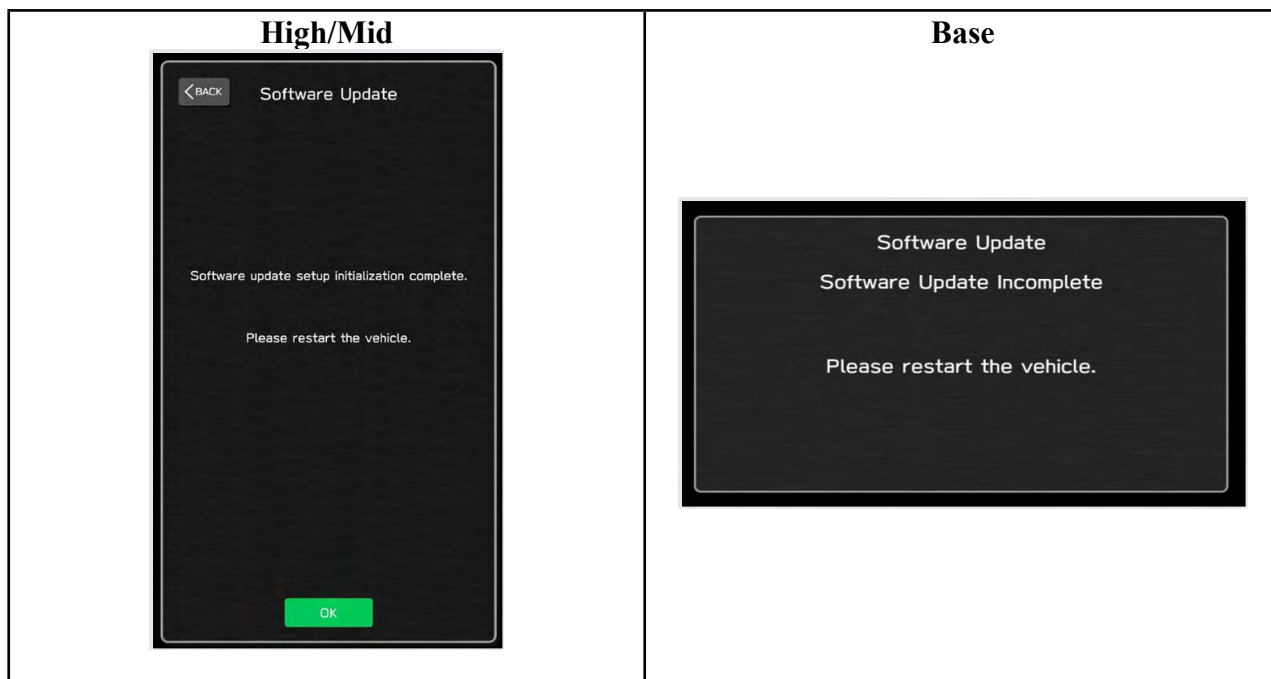 High/Mid
BACK
Software Update
Software update setup initialization complete.
Please restart the vehicle.
OK
Base
Software Update
Software Update Incomplete
Please restart the vehicle.